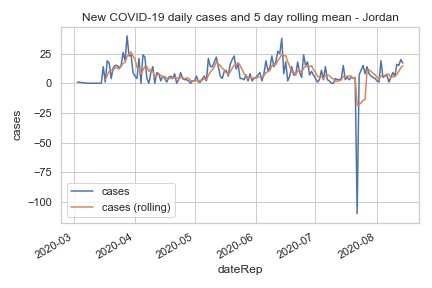 New COVID-19 daily cases and 5 day rolling mean - Jordan
cases
25
0
−25
−50
−75
−100
cases
cases (rolling)
2020-03
2020-04
2020-05
2020-06
2020-07
2020-08
dateRep